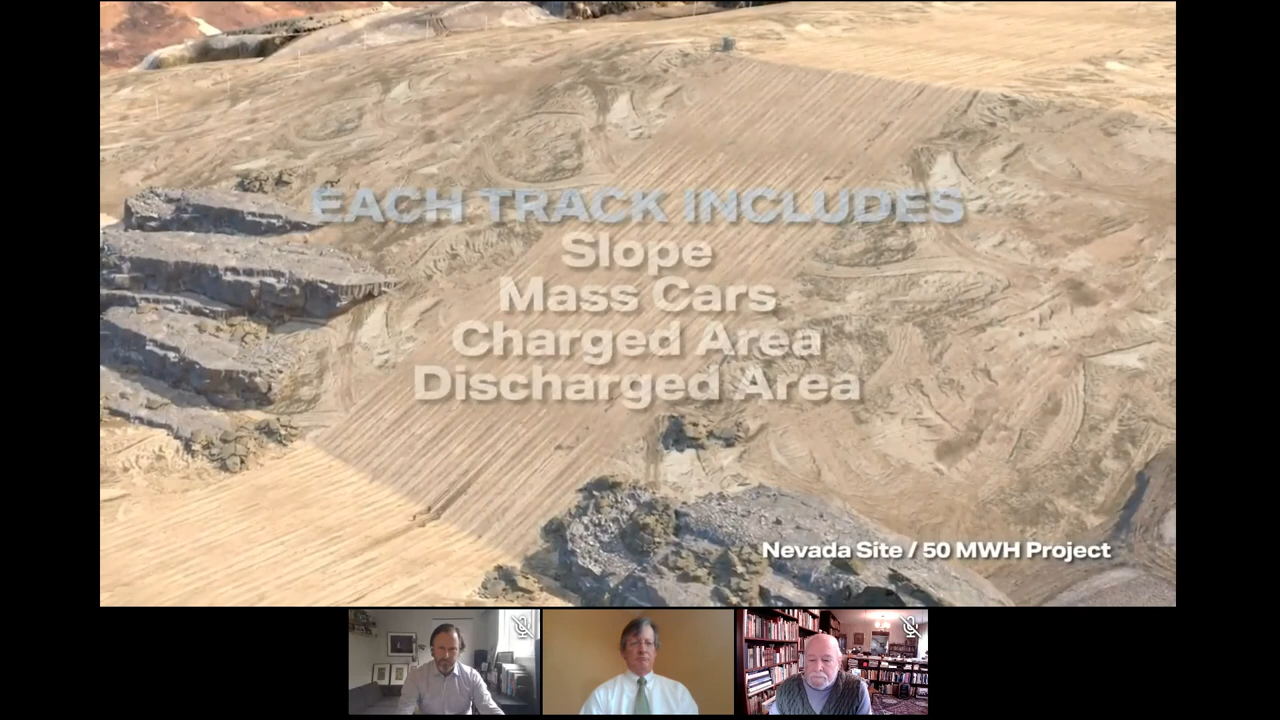 EACH TRACK INCLUDES
Slope
Mass Cars
Charged Area
Discharged Area
Nevada Site / 50 MWH Project